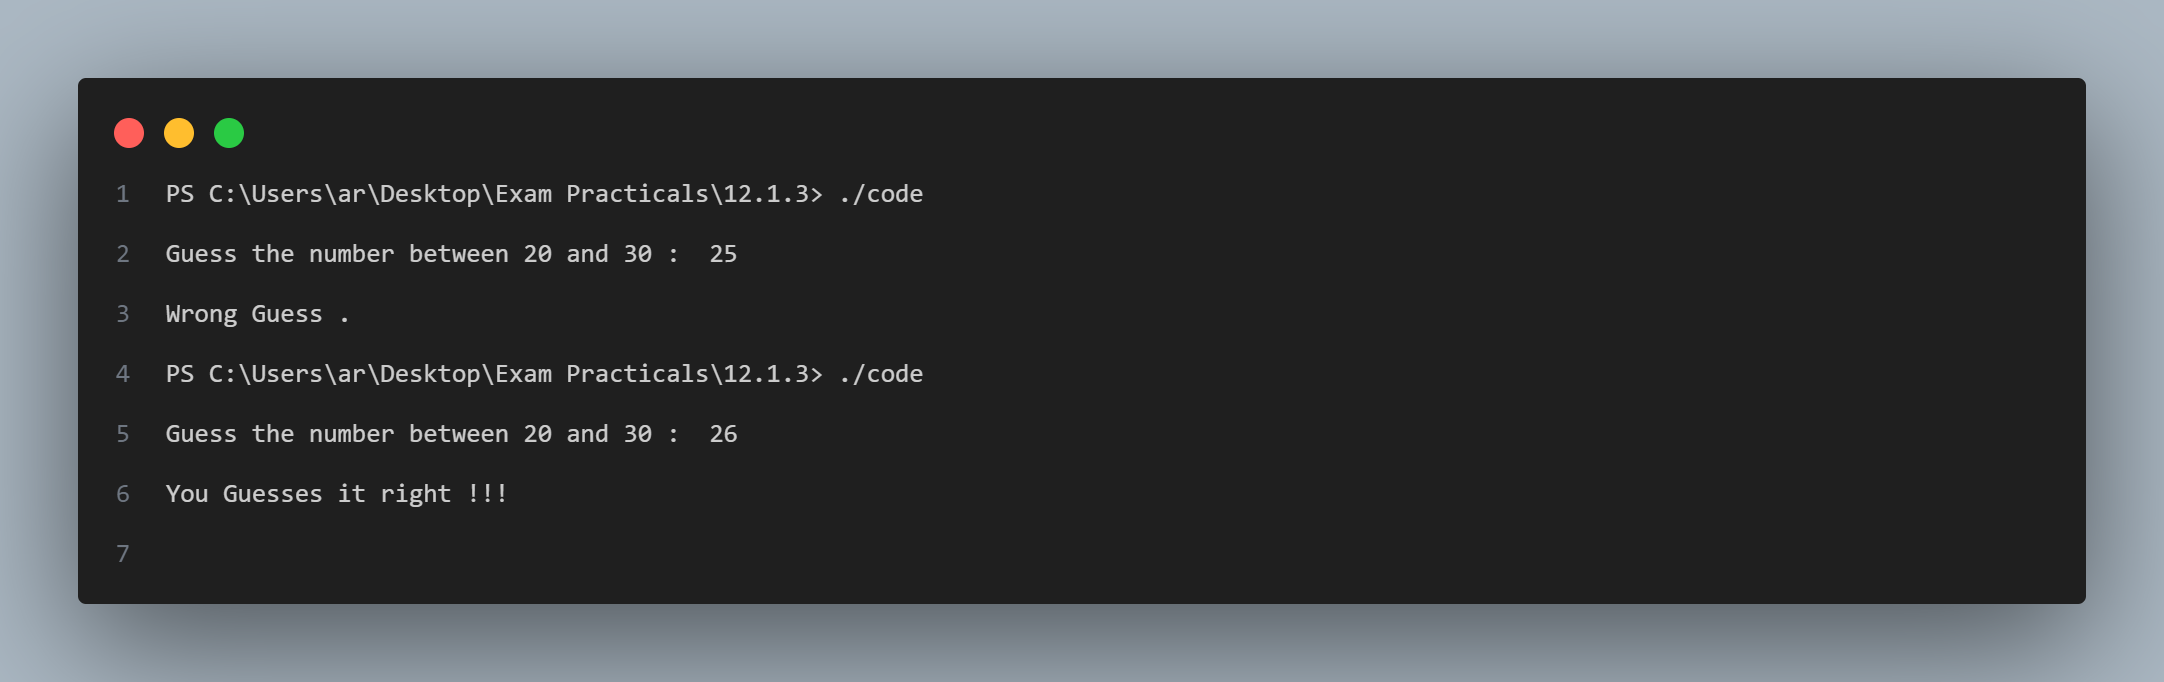 1 PS C:\Users\ar\Desktop\Exam Practicals\12.1.3> ./code
2 Guess the number between 20 and 30 :  25
3 Wrong Guess .
4 PS C:\Users\ar\Desktop\Exam Practicals\12.1.3> ./code
5 Guess the number between 20 and 30 :  26
6 You Guesses it right !!!
7